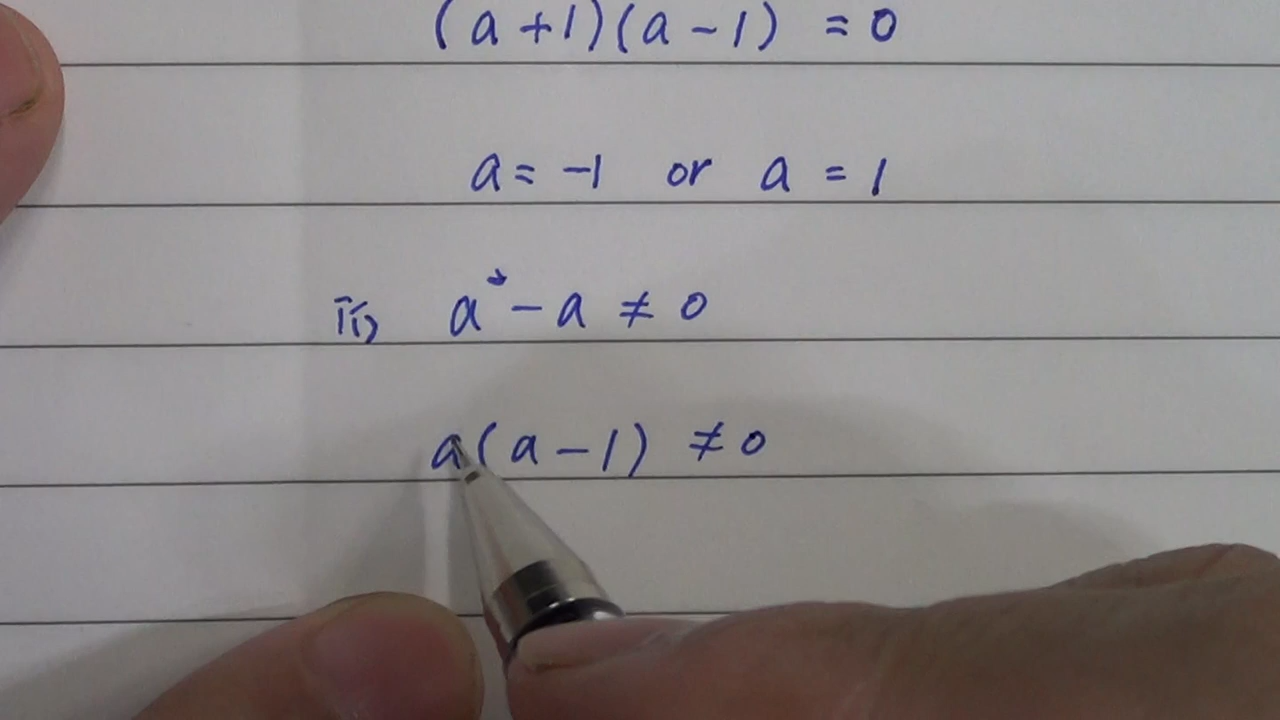 (a+1)(a-1) = 0
a = -1 or a = 1
ii) a² - a ≠ 0
a(a-1) ≠ 0